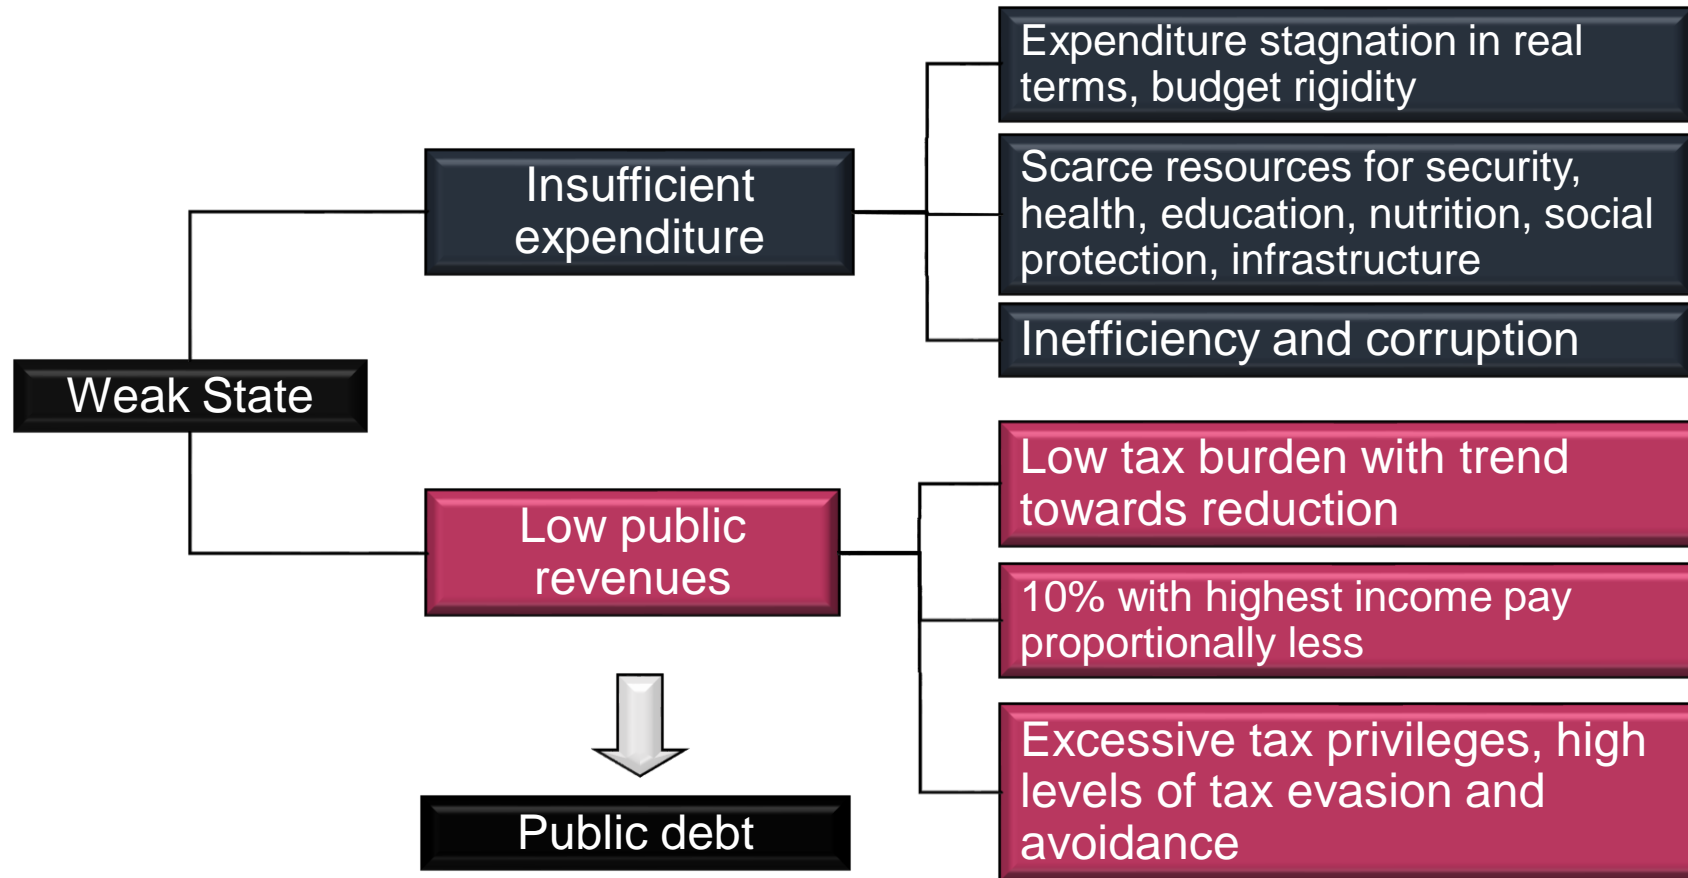 Weak State
Insufficient
expenditure
Expenditure stagnation in real
terms, budget rigidity
Scarce resources for security,
health, education, nutrition, social
protection, infrastructure
Inefficiency and corruption
Low public
revenues
Low tax burden with trend
towards reduction
10% with highest income pay
proportionally less
Excessive tax privileges, high
levels of tax evasion and
avoidance
Public debt